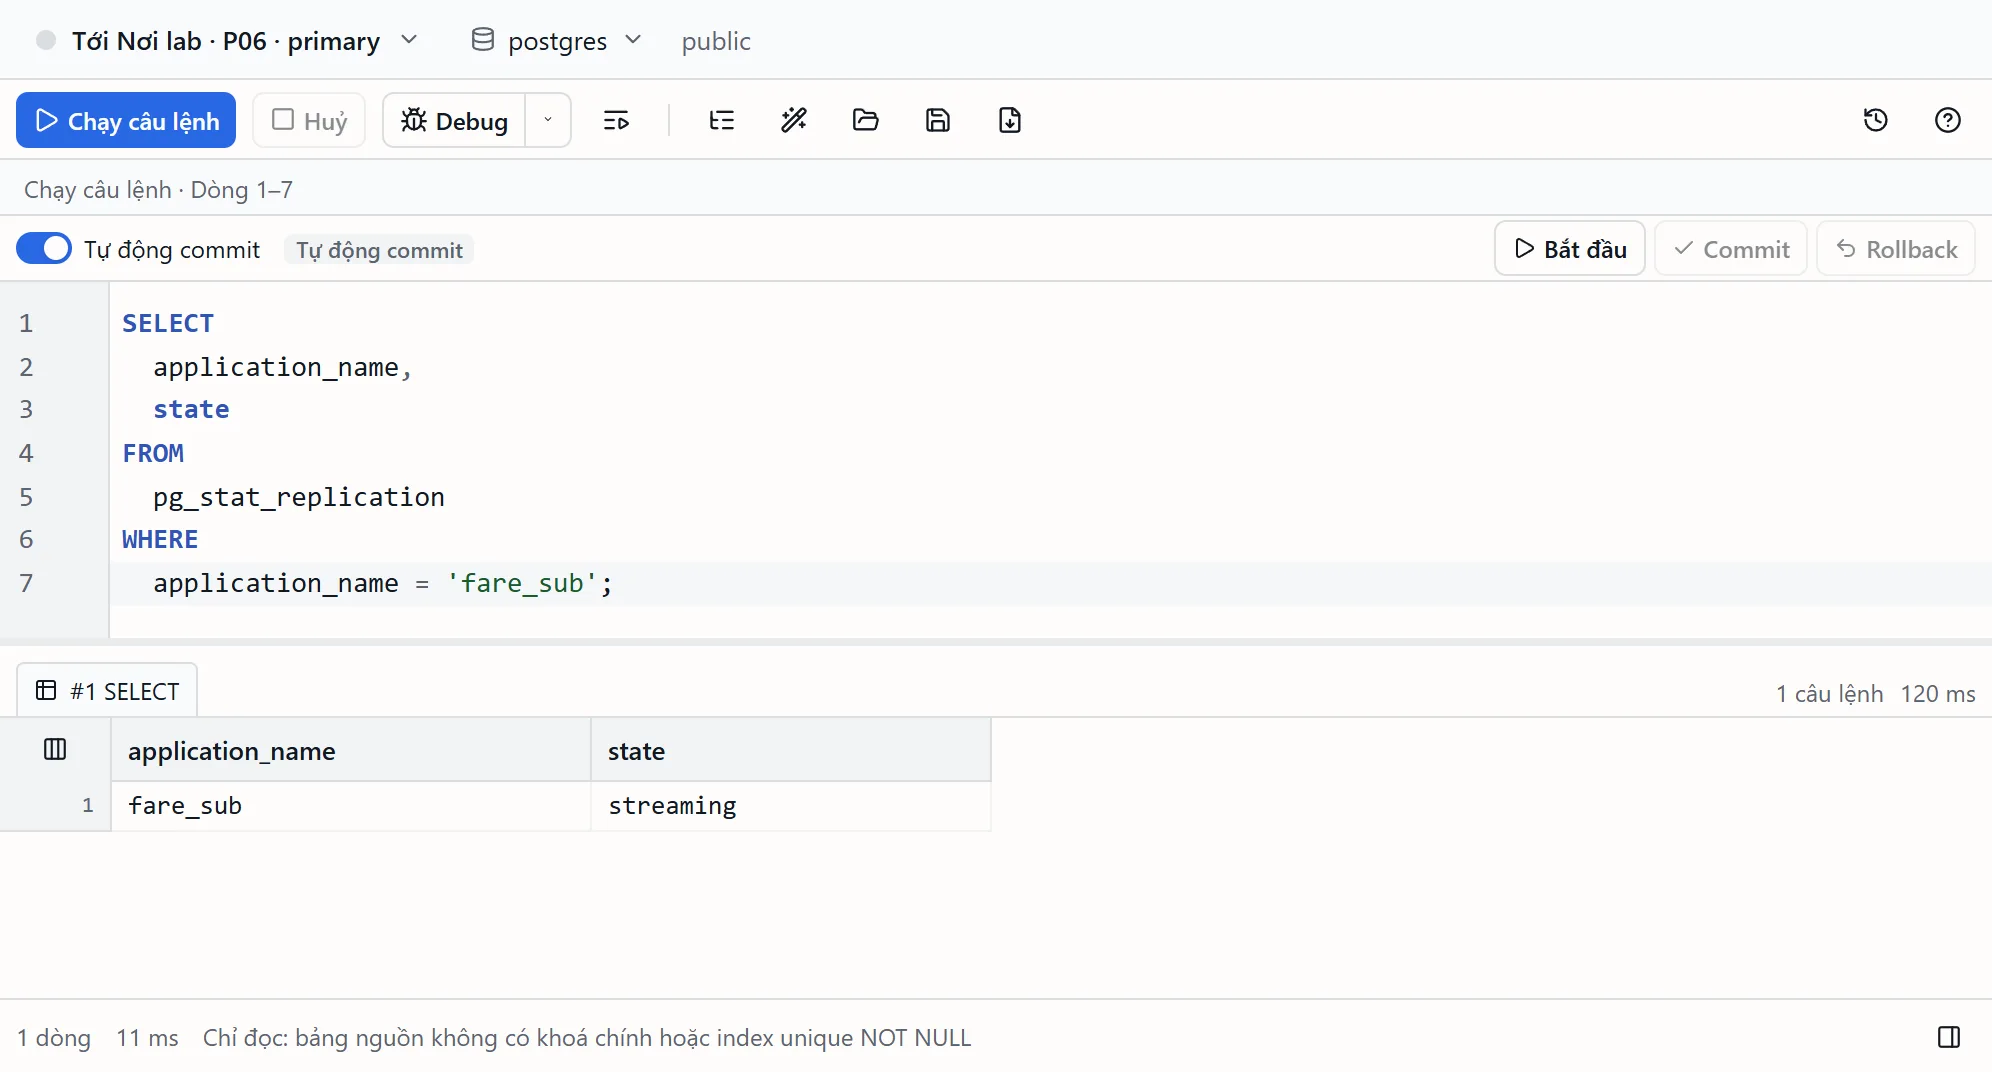 Tới Nơi lab · P06 · primary postgres public
Chạy câu lệnh Huỷ Debug
Chạy câu lệnh · Dòng 1–7
Tự động commit Tự động commit Bắt đầu Commit Rollback
1 SELECT
2 application_name,
3 state
4 FROM
5 pg_stat_replication
6 WHERE
7 application_name = 'fare_sub';
#1 SELECT 1 câu lệnh 120 ms
application_name state
1 fare_sub streaming
1 dòng 11 ms Chỉ đọc: bảng nguồn không có khoá chính hoặc index unique NOT NULL